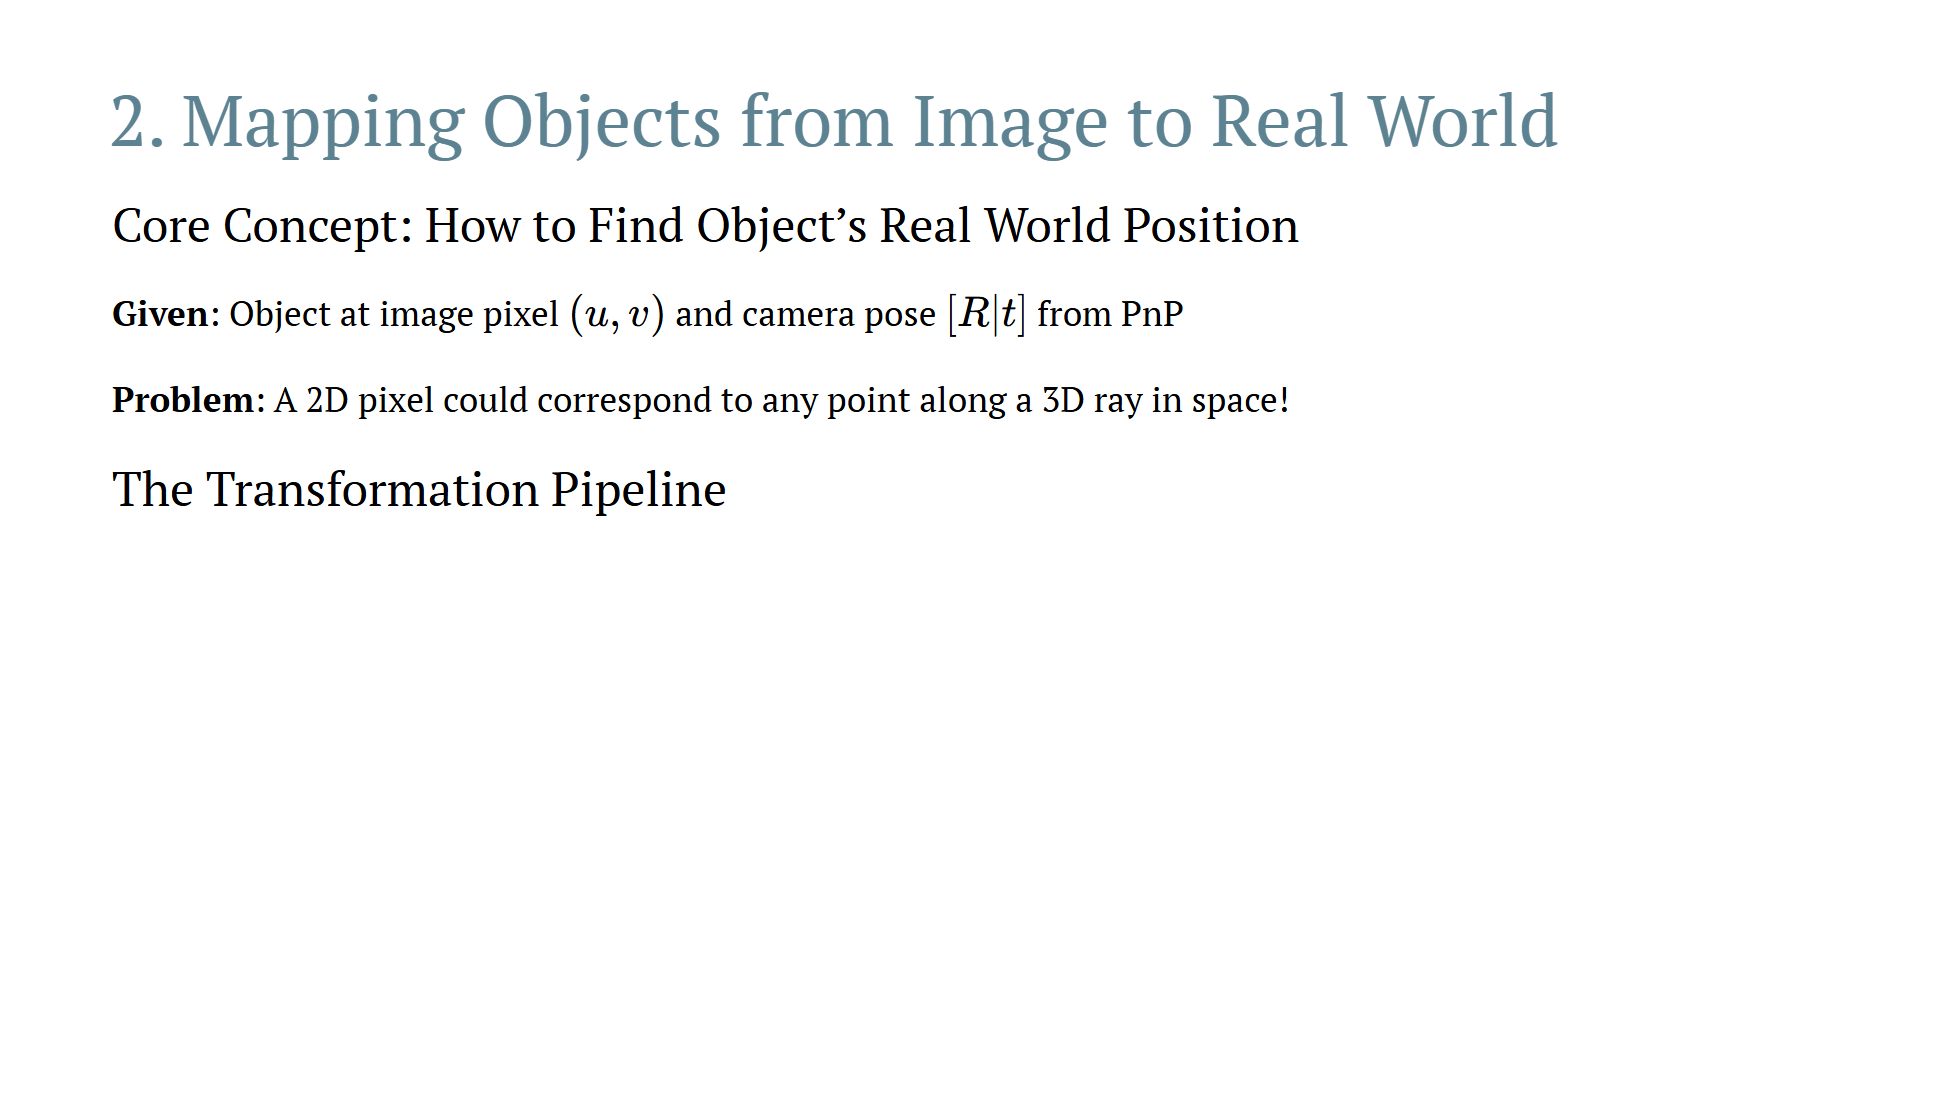 2. Mapping Objects from Image to Real World
Core Concept: How to Find Object’s Real World Position
Given: Object at image pixel (u, v) and camera pose [R|t] from PnP
Problem: A 2D pixel could correspond to any point along a 3D ray in space!
The Transformation Pipeline